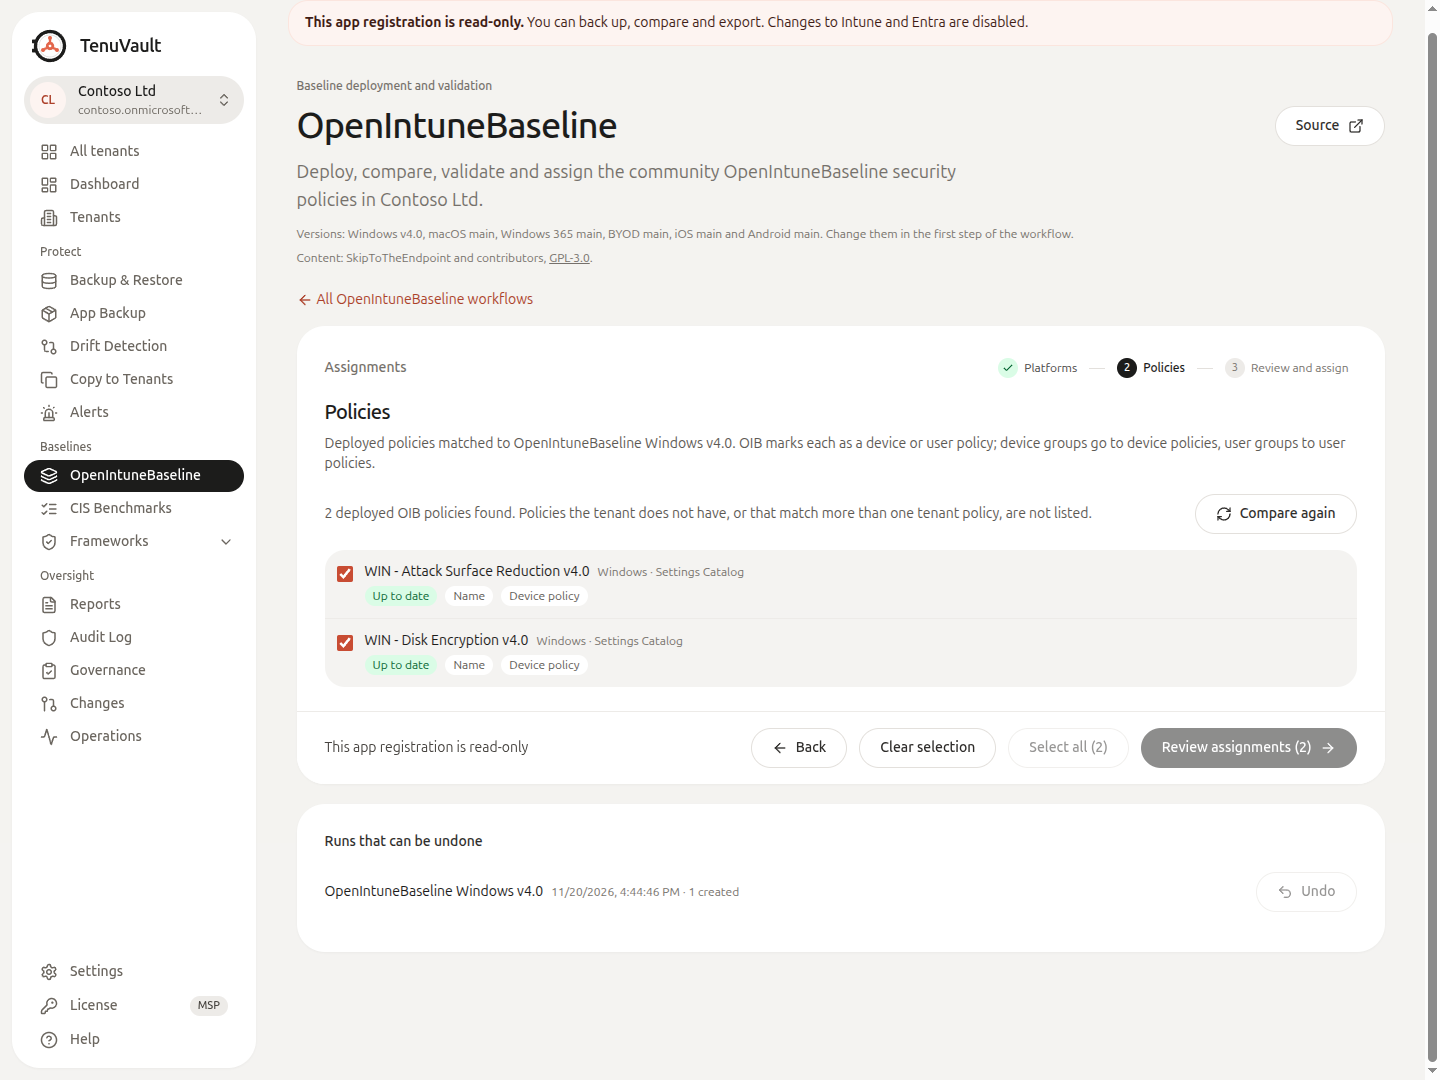 This app registration is read-only. You can back up, compare and export. Changes to Intune and Entra are disabled.
TenuVault
CL
Contoso Ltd
contoso.onmicrosoft...
All tenants
Dashboard
Tenants
Protect
Backup & Restore
App Backup
Drift Detection
Copy to Tenants
Alerts
Baselines
OpenIntuneBaseline
CIS Benchmarks
Frameworks
Oversight
Reports
Audit Log
Governance
Changes
Operations
Settings
License MSP
Help
Baseline deployment and validation
OpenIntuneBaseline
Source
Deploy, compare, validate and assign the community OpenIntuneBaseline security
policies in Contoso Ltd.
Versions: Windows v4.0, macOS main, Windows 365 main, BYOD main, iOS main and Android main. Change them in the first step of the workflow.
Content: SkipToTheEndpoint and contributors, GPL-3.0.
All OpenIntuneBaseline workflows
Assignments
Platforms
2 Policies
3 Review and assign
Policies
Deployed policies matched to OpenIntuneBaseline Windows v4.0. OIB marks each as a device or user policy; device groups go to device policies, user groups to user
policies.
2 deployed OIB policies found. Policies the tenant does not have, or that match more than one tenant policy, are not listed.
Compare again
WIN - Attack Surface Reduction v4.0 Windows · Settings Catalog
Up to date Name Device policy
WIN - Disk Encryption v4.0 Windows · Settings Catalog
Up to date Name Device policy
This app registration is read-only
Back
Clear selection
Select all (2)
Review assignments (2)
Runs that can be undone
OpenIntuneBaseline Windows v4.0 11/20/2026, 4:44:46 PM · 1 created
Undo